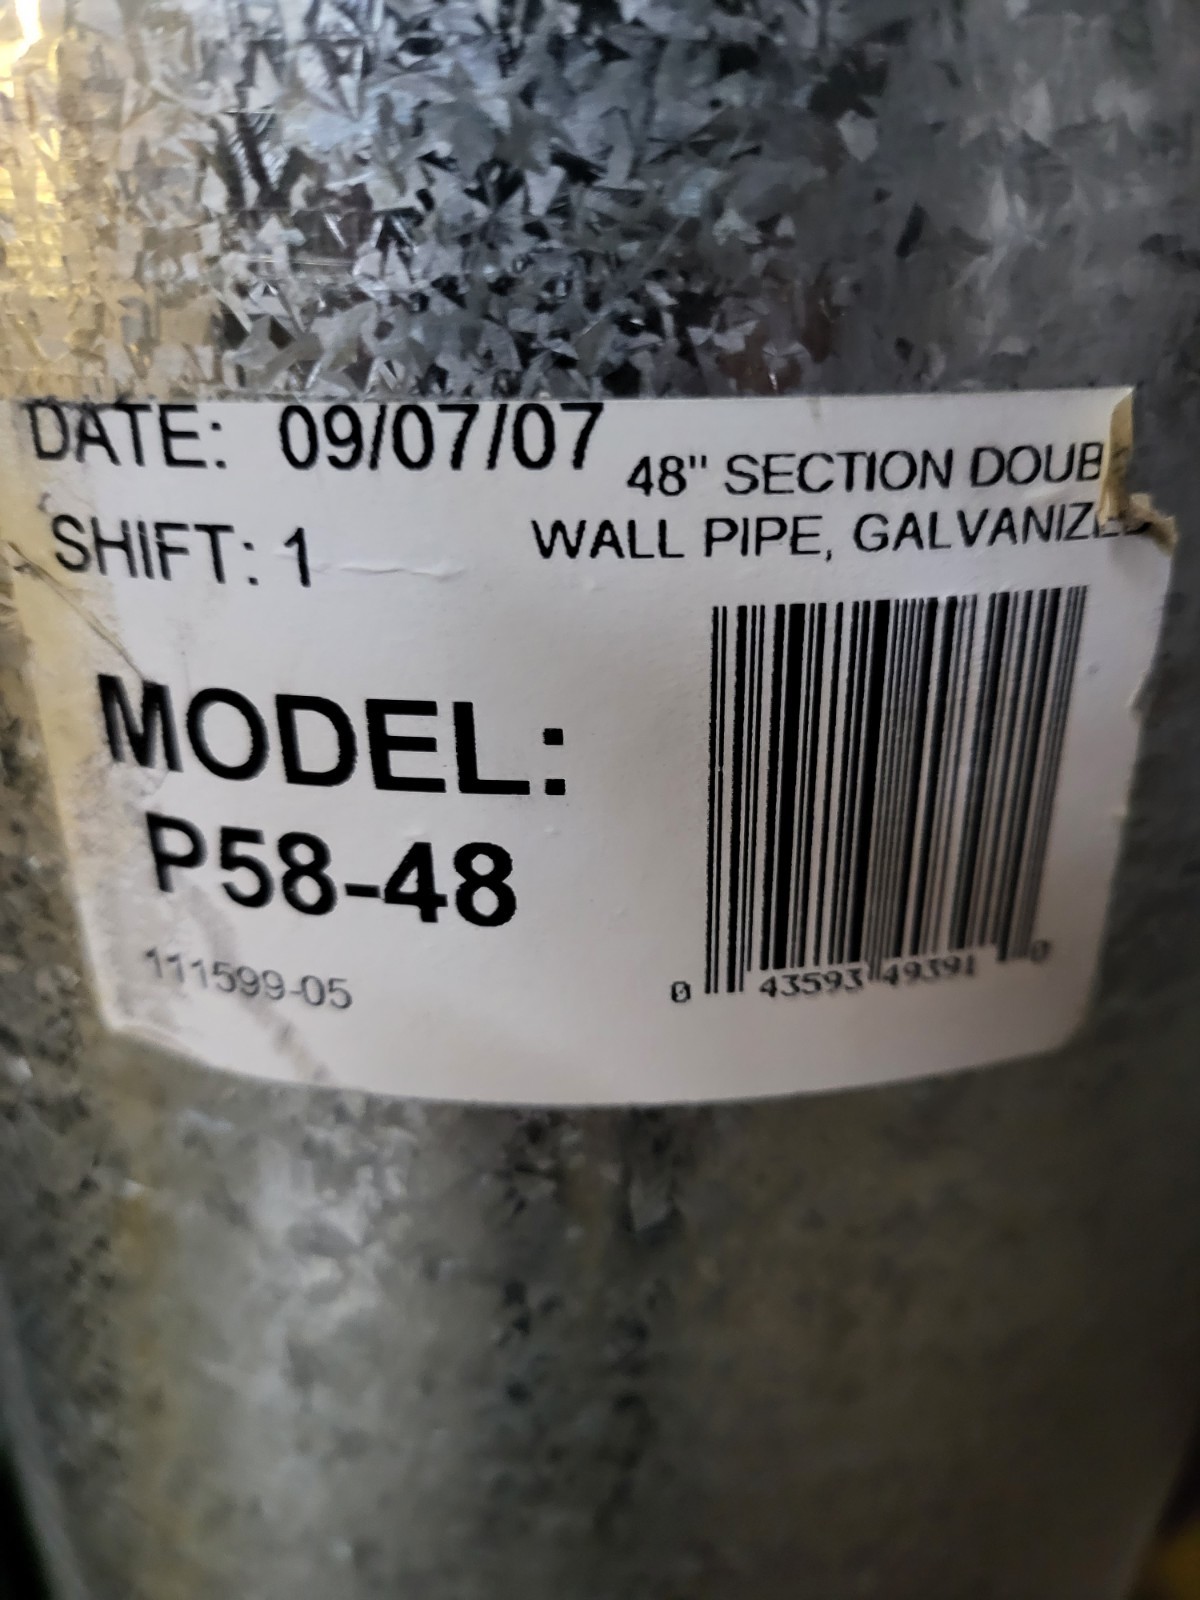 DATE: 09/07/07
48" SECTION DOUB
SHIFT: 1
WALL PIPE, GALVANIZED
MODEL:
P58-48
111599-05
0 43593 49391 0